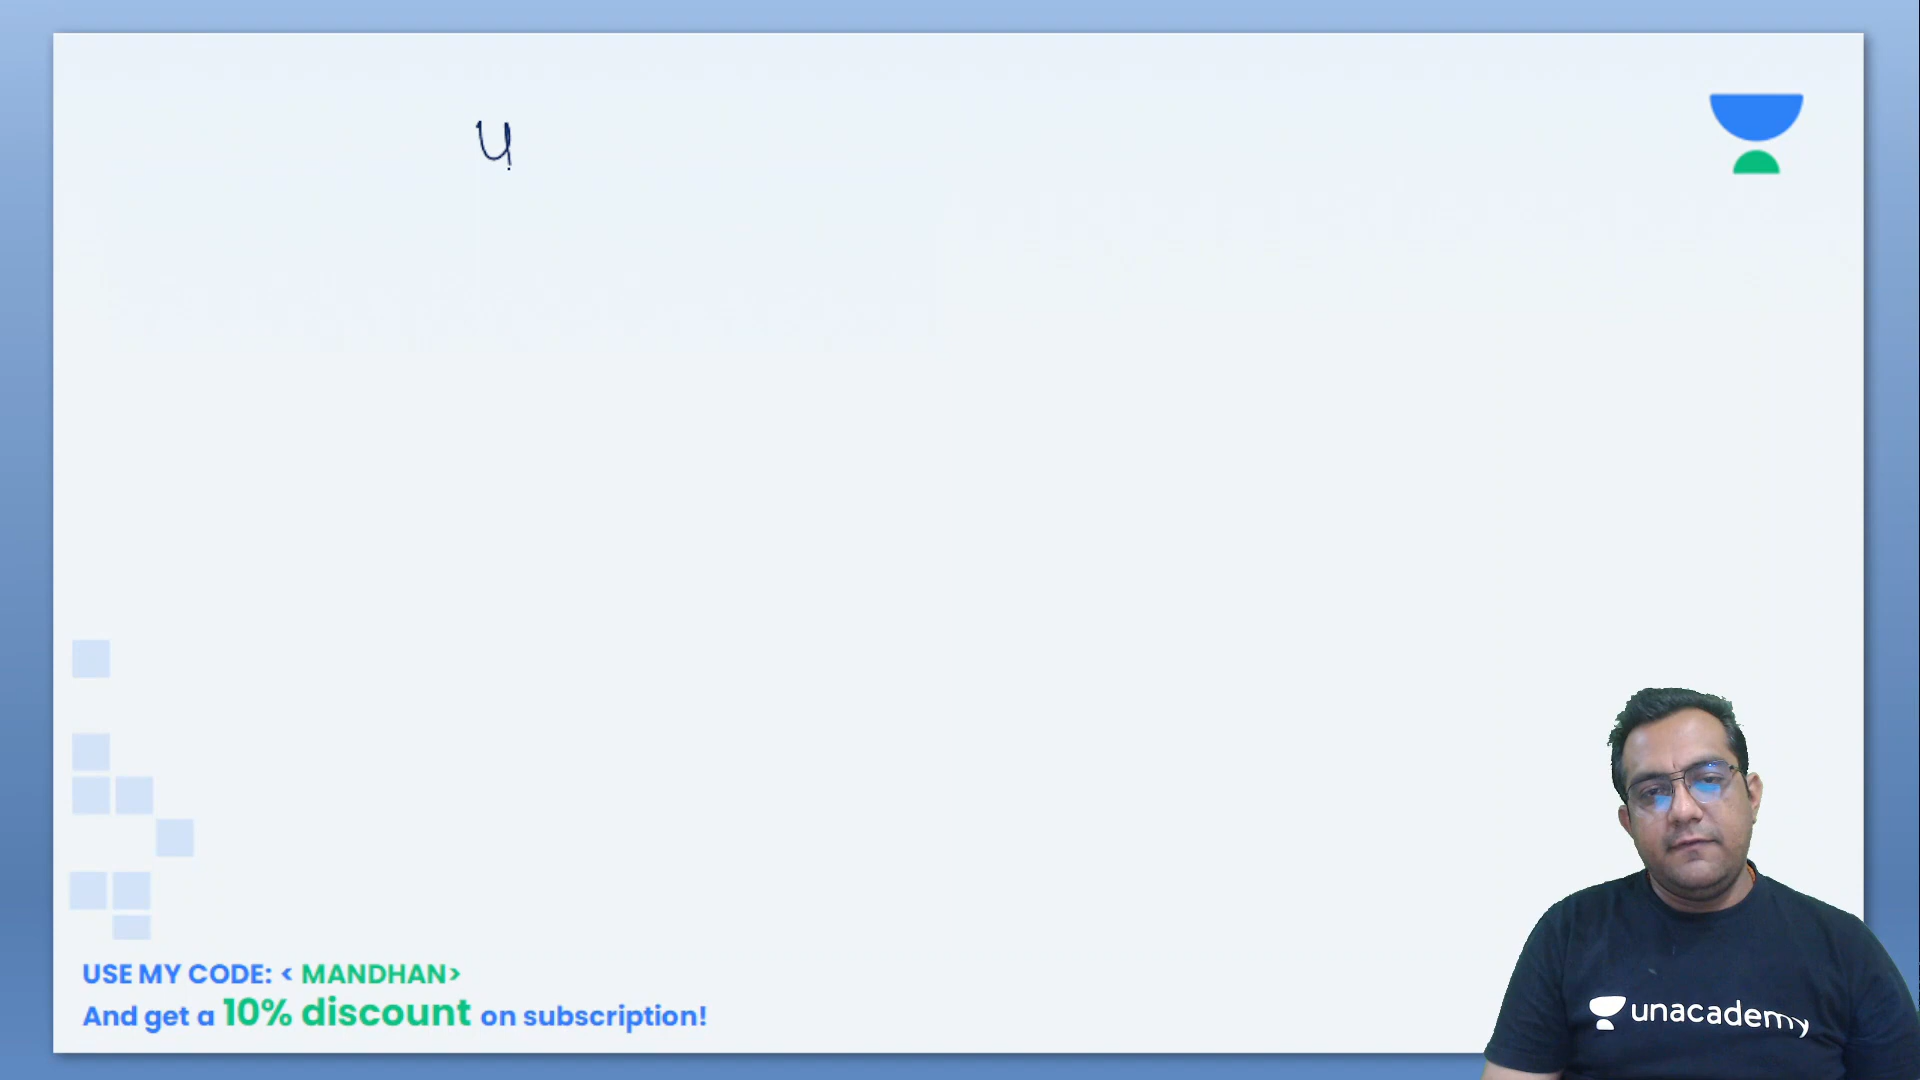 u
USE MY CODE: < MANDHAN>
And get a 10% discount on subscription!
unacademy